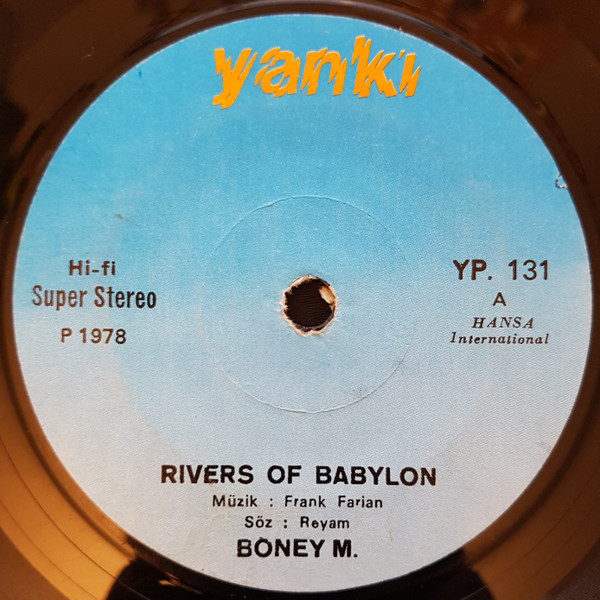 yanki
Hi-fi
Super Stereo
P 1978
YP. 131
A
HANSA
International
RIVERS OF BABYLON
Müzik : Frank Farian
Söz : Reyam
BONEY M.